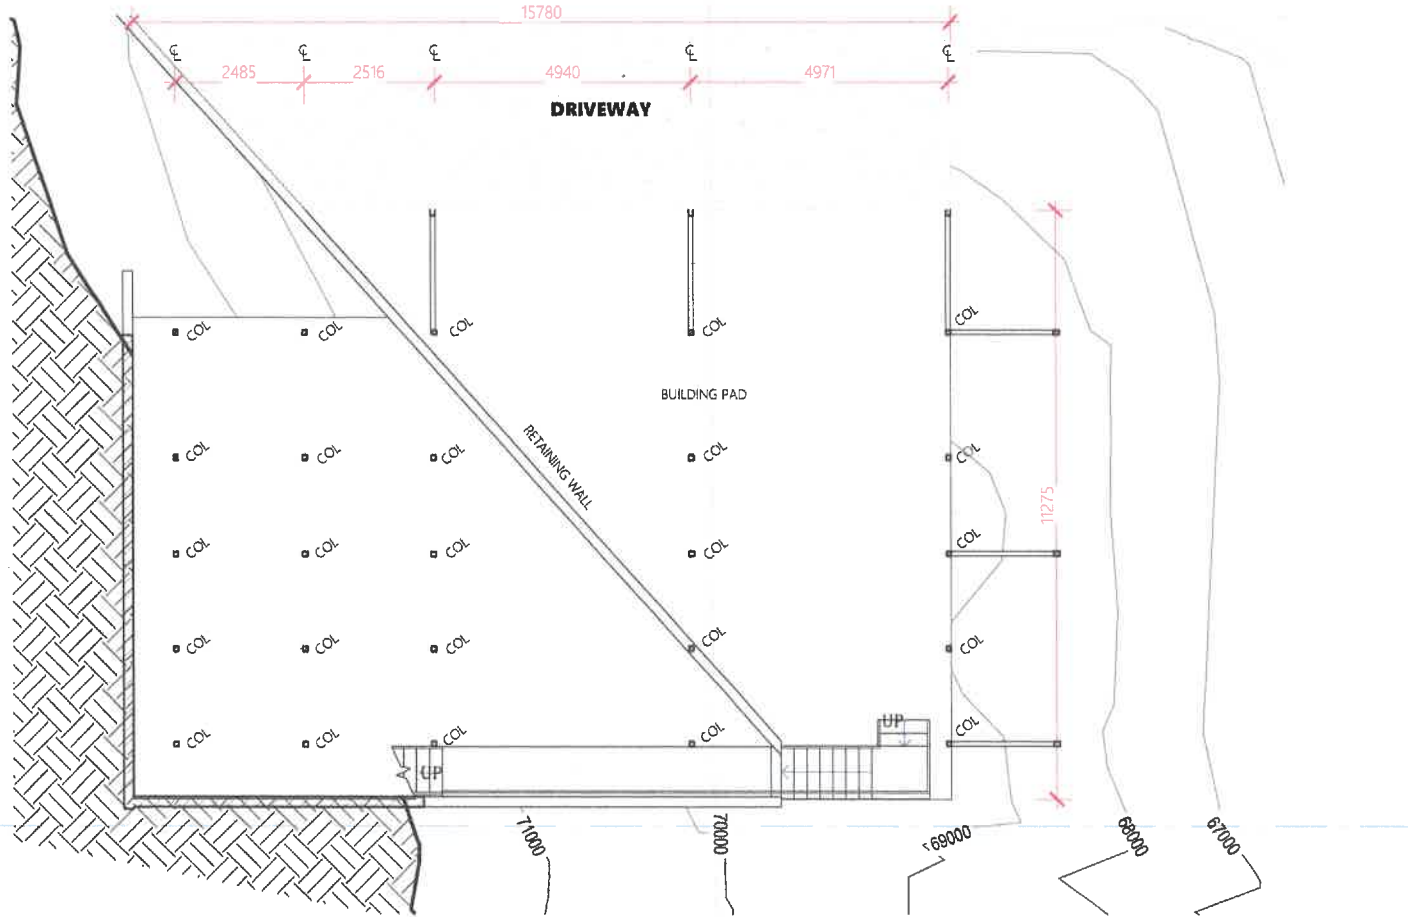 15780
℄ ℄ ℄ ℄ ℄
2485 2516 4940 4971
DRIVEWAY
COL COL COL COL COL
BUILDING PAD
RETAINING WALL
COL COL COL COL COL
11275
COL COL COL COL COL
COL COL COL COL COL
UP
COL COL COL COL COL
UP
71000 70000 69000 68000 67000